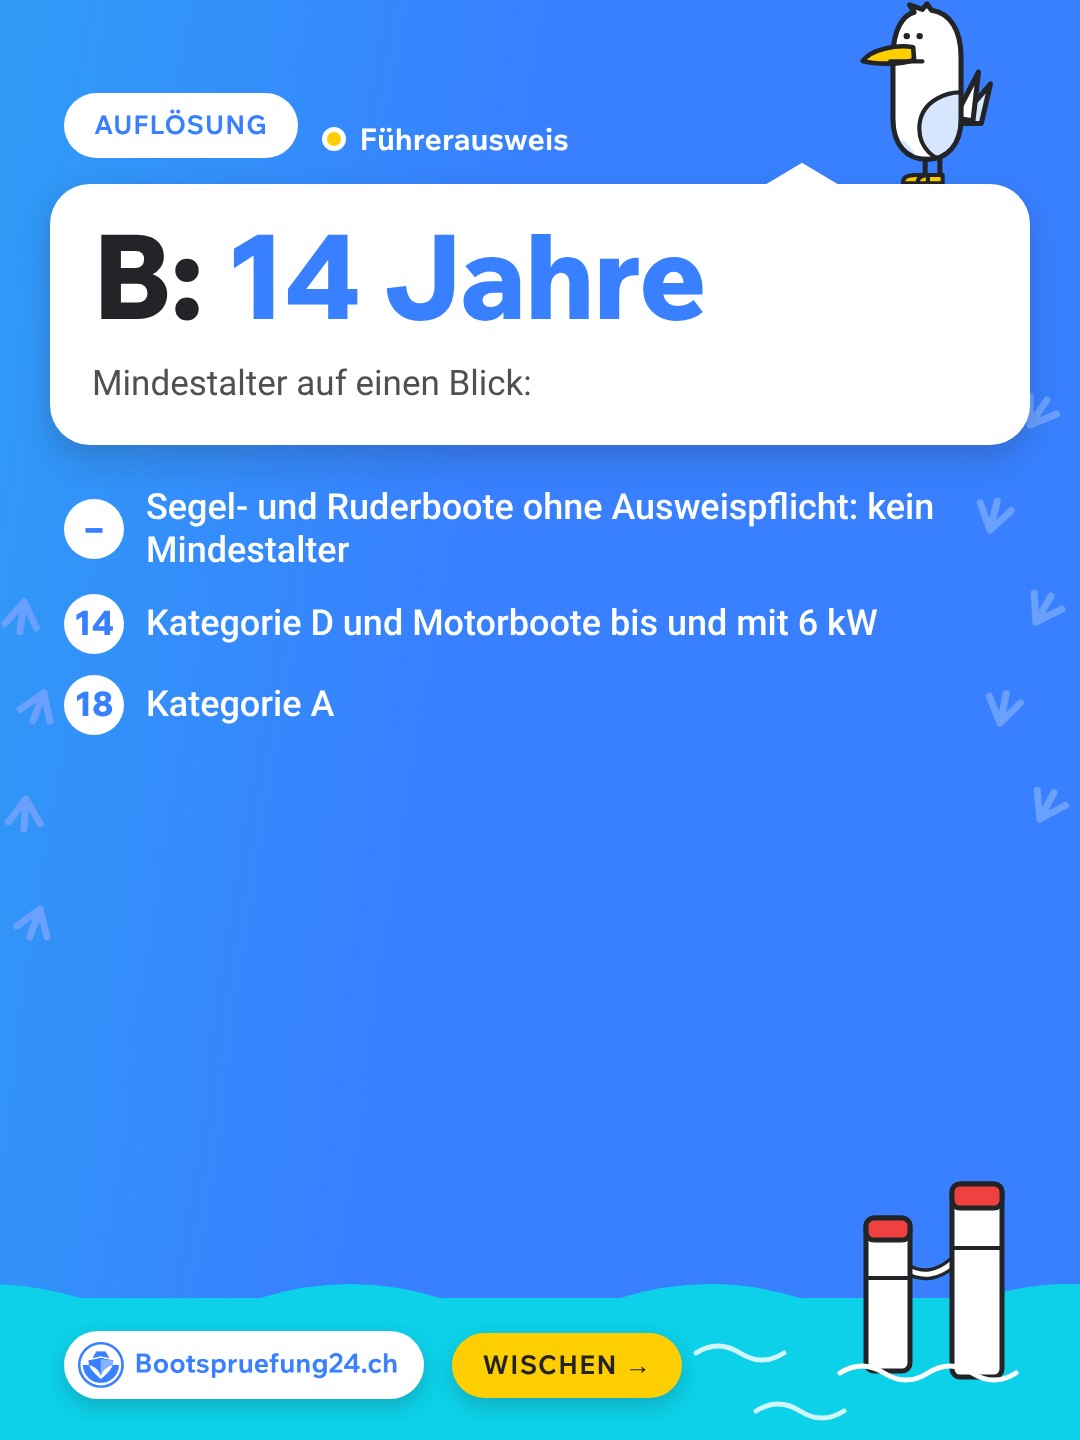 AUFLÖSUNG
Führerausweis
B: 14 Jahre
Mindestalter auf einen Blick:
– Segel- und Ruderboote ohne Ausweispflicht: kein
Mindestalter
14 Kategorie D und Motorboote bis und mit 6 kW
18 Kategorie A
Bootspruefung24.ch
WISCHEN →